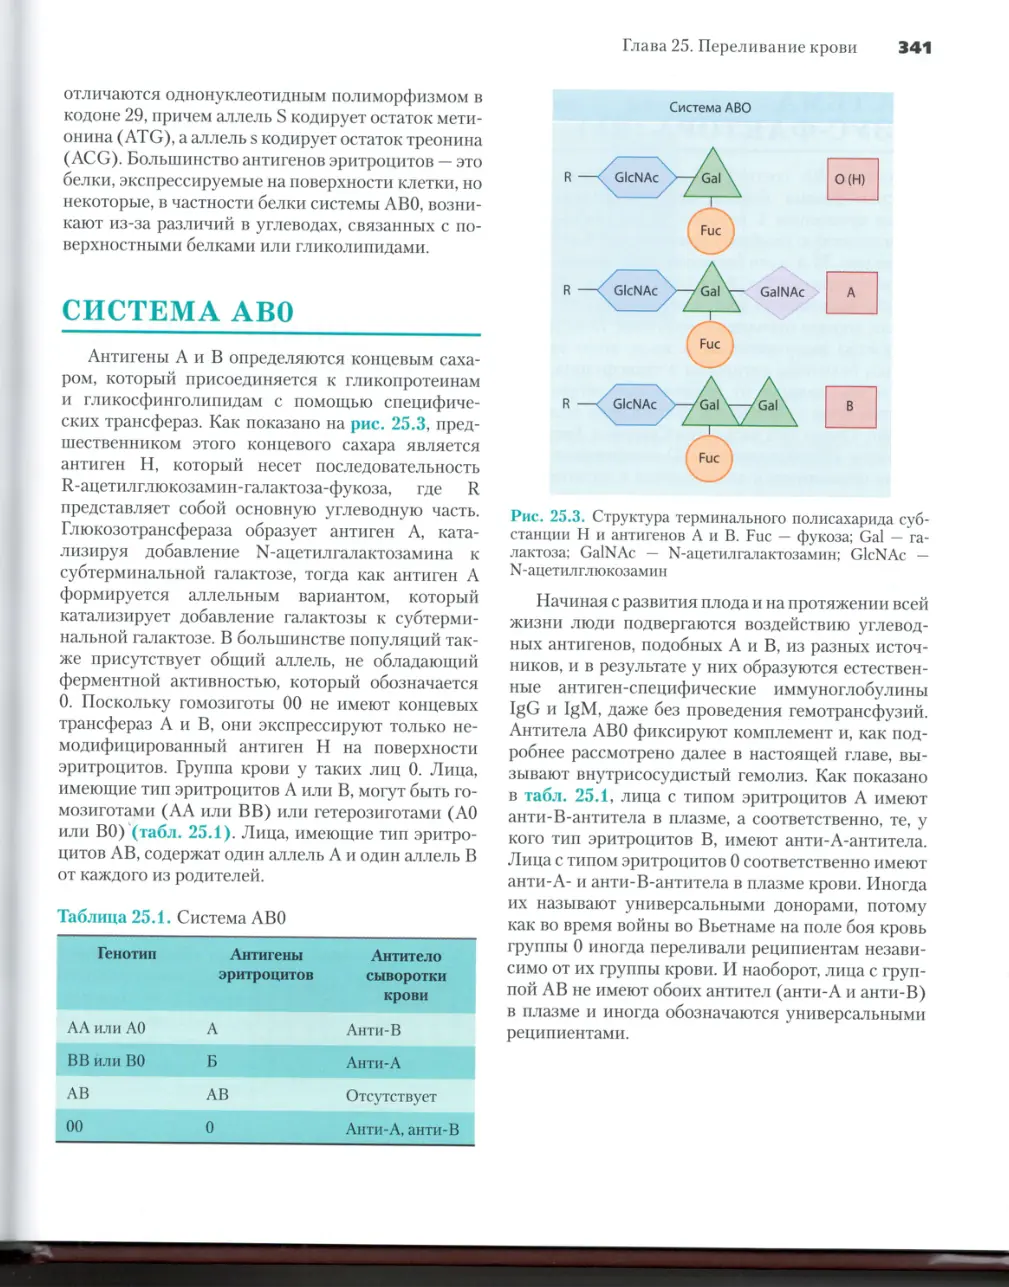 Глава 25. Переливание крови 341
отличаются однонуклеотидным полиморфизмом в
кодоне 29, причем аллель S кодирует остаток мети-
онина (ATG), а аллель s кодирует остаток треонина
(ACG). Большинство антигенов эритроцитов — это
белки, экспрессируемые на поверхности клетки, но
некоторые, в частности белки системы АВ0, возни-
кают из-за различий в углеводах, связанных с по-
верхностными белками или гликолипидами.
СИСТЕМА АВ0
Антигены А и В определяются концевым саха-
ром, который присоединяется к гликопротеинам
и гликосфинголипидам с помощью специфиче-
ских трансфераз. Как показано на рис. 25.3, пред-
шественником этого концевого сахара является
антиген Н, который несет последовательность
R-ацетилглюкозамин-галактоза-фукоза, где R
представляет собой основную углеводную часть.
Глюкозотрансфераза образует антиген А, ката-
лизируя добавление N-ацетилгалактозамина к
субтерминальной галактозе, тогда как антиген А
формируется аллельным вариантом, который
катализирует добавление галактозы к субтерми-
нальной галактозе. В большинстве популяций так-
же присутствует общий аллель, не обладающий
ферментной активностью, который обозначается
0. Поскольку гомозиготы 00 не имеют концевых
трансфераз А и В, они экспрессируют только не-
модифицированный антиген Н на поверхности
эритроцитов. Группа крови у таких лиц 0. Лица,
имеющие тип эритроцитов А или В, могут быть го-
мозиготами (АА или ВВ) или гетерозиготами (А0
или В0) (табл. 25.1). Лица, имеющие тип эритро-
цитов АВ, содержат один аллель А и один аллель В
от каждого из родителей.
Таблица 25.1. Система АВ0
Генотип Антигены Антитело
эритроцитов сыворотки
крови
АА или А0 А Анти-В
ВВ или В0 Б Анти-А
АВ АВ Отсутствует
00 0 Анти-А, анти-В
Система АВО
R GlcNAc Gal O (H)
Fuc
R GlcNAc Gal GalNAc A
Fuc
R GlcNAc Gal Gal B
Fuc
Рис. 25.3. Структура терминального полисахарида суб-
станции Н и антигенов А и В. Fuc — фукоза; Gal — га-
лактоза; GalNAc — N-ацетилгалактозамин; GlcNAc —
N-ацетилглюкозамин
Начиная с развития плода и на протяжении всей
жизни люди подвергаются воздействию углевод-
ных антигенов, подобных А и В, из разных источ-
ников, и в результате у них образуются естествен-
ные антиген-специфические иммуноглобулины
IgG и IgM, даже без проведения гемотрансфузий.
Антитела АВ0 фиксируют комплемент и, как под-
робнее рассмотрено далее в настоящей главе, вы-
зывают внутрисосудистый гемолиз. Как показано
в табл. 25.1, лица с типом эритроцитов А имеют
анти-В-антитела в плазме, а соответственно, те, у
кого тип эритроцитов В, имеют анти-А-антитела.
Лица с типом эритроцитов 0 соответственно имеют
анти-А- и анти-В-антитела в плазме крови. Иногда
их называют универсальными донорами, потому
как во время войны во Вьетнаме на поле боя кровь
группы 0 иногда переливали реципиентам незави-
симо от их группы крови. И наоборот, лица с груп-
пой АВ не имеют обоих антител (анти-А и анти-В)
в плазме и иногда обозначаются универсальными
реципиентами.